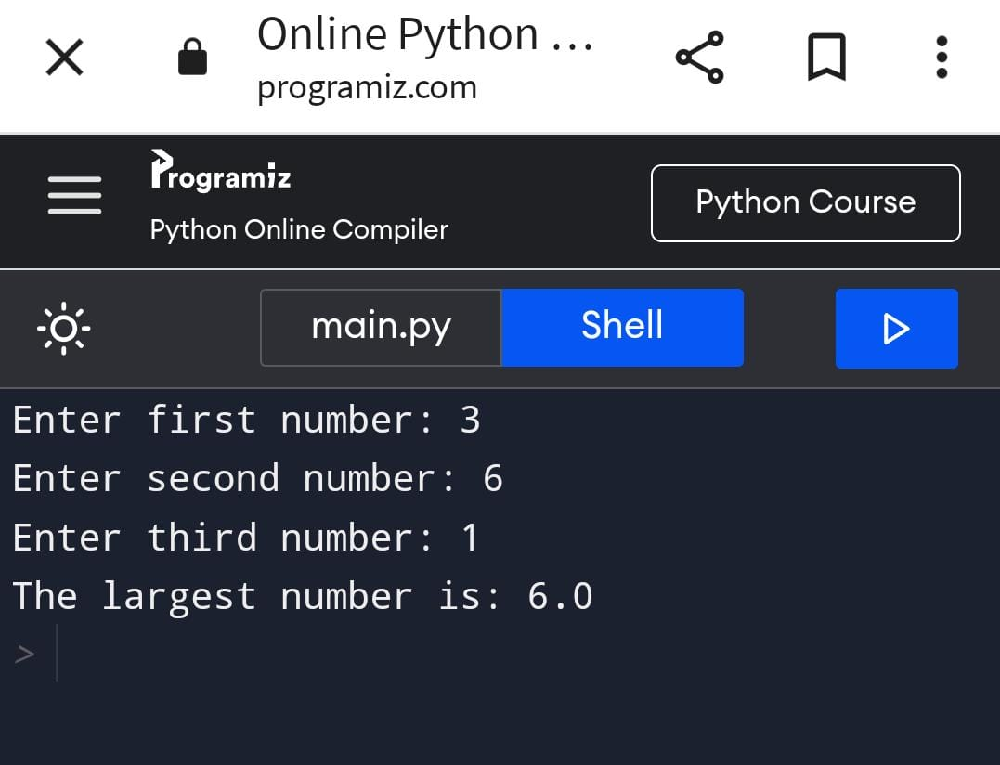 Online Python ...
programiz.com
Programiz
Python Online Compiler
Python Course
main.py
Shell
Enter first number: 3
Enter second number: 6
Enter third number: 1
The largest number is: 6.0
>